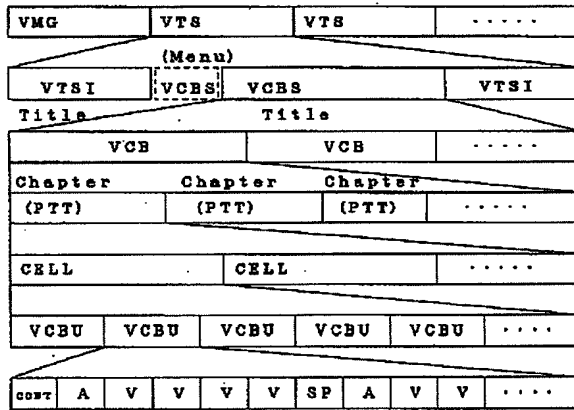 VMG VTS VTS .....
(Menu)
VTSI VCBS VCBS VTSI
Title Title
VCB VCB .....
Chapter Chapter Chapter
(PTT) (PTT) (PTT) .....
CELL CELL .....
VCBU VCBU VCBU VCBU VCBU ....
CONT A V V V V SP A V V ....